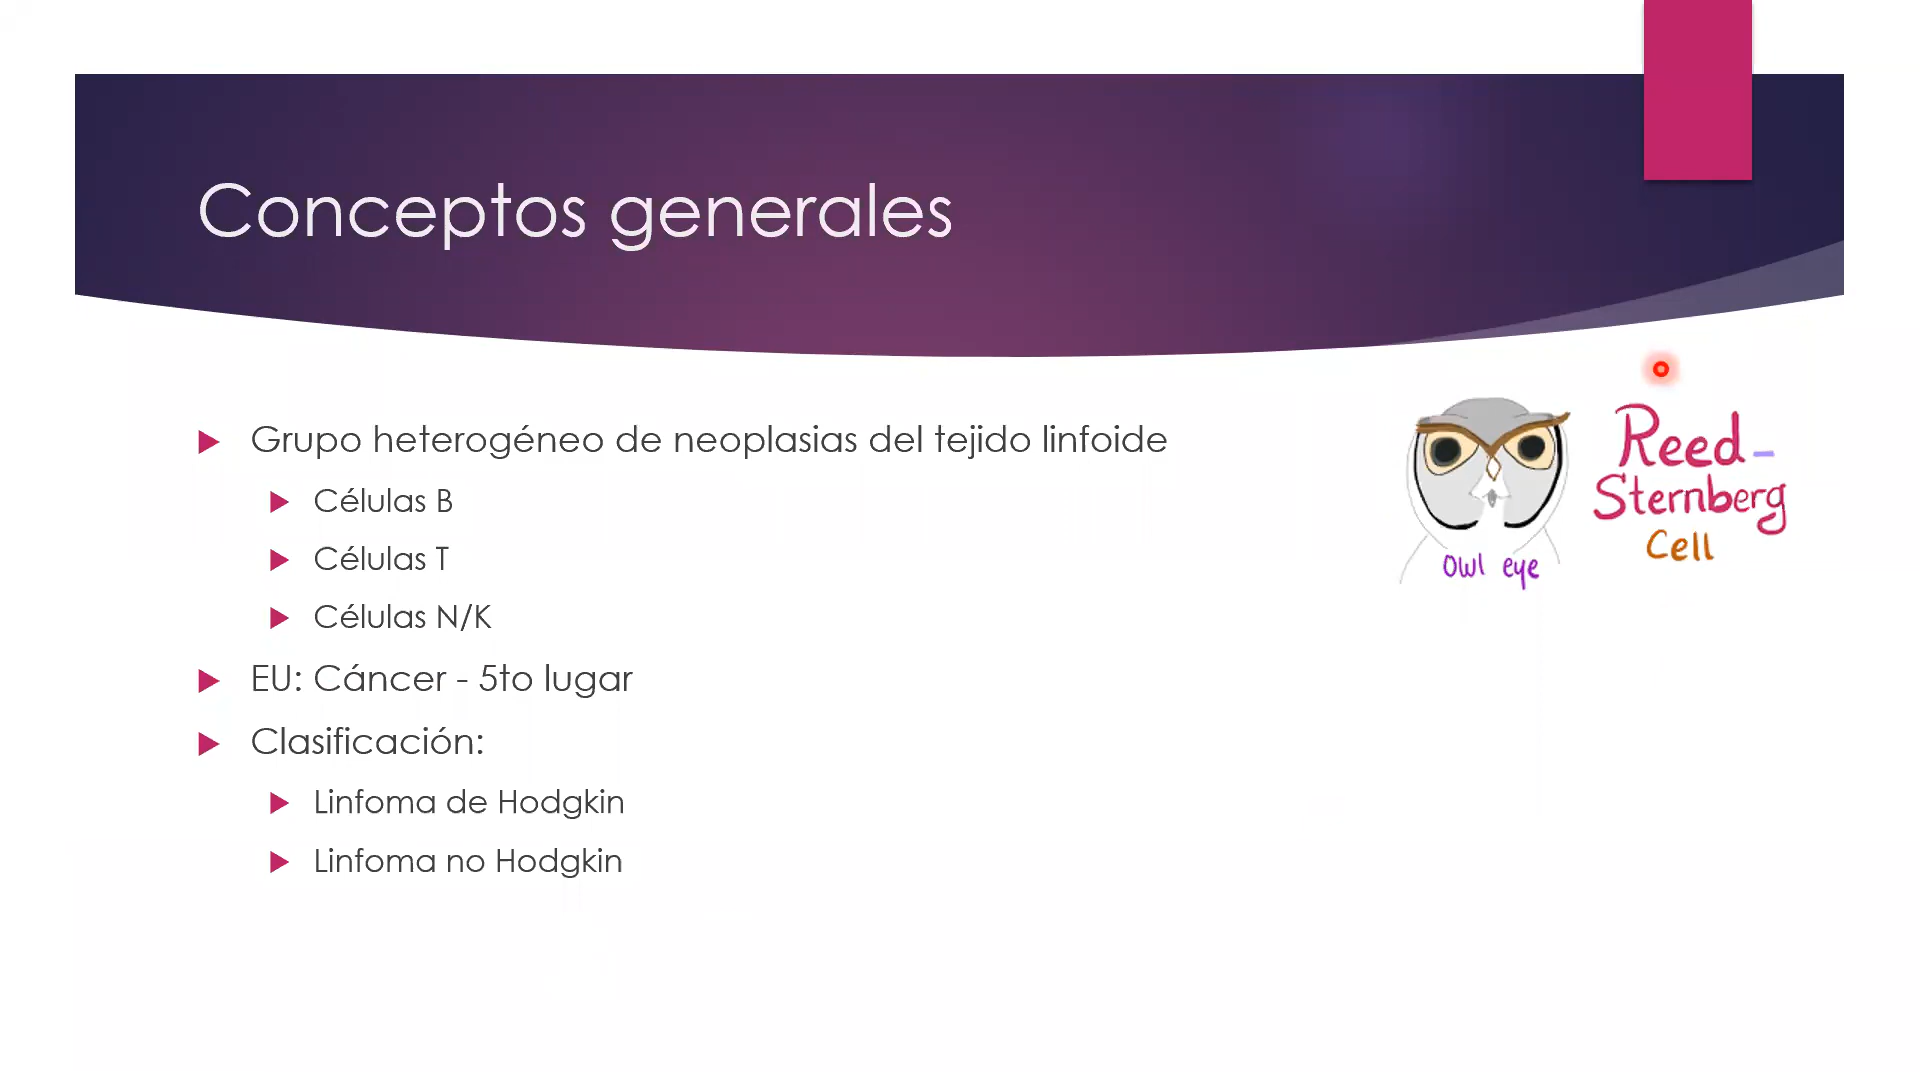 Conceptos generales
Grupo heterogéneo de neoplasias del tejido linfoide
Células B
Células T
Células N/K
EU: Cáncer - 5to lugar
Clasificación:
Linfoma de Hodgkin
Linfoma no Hodgkin
Owl eye
Reed-
Sternberg
Cell